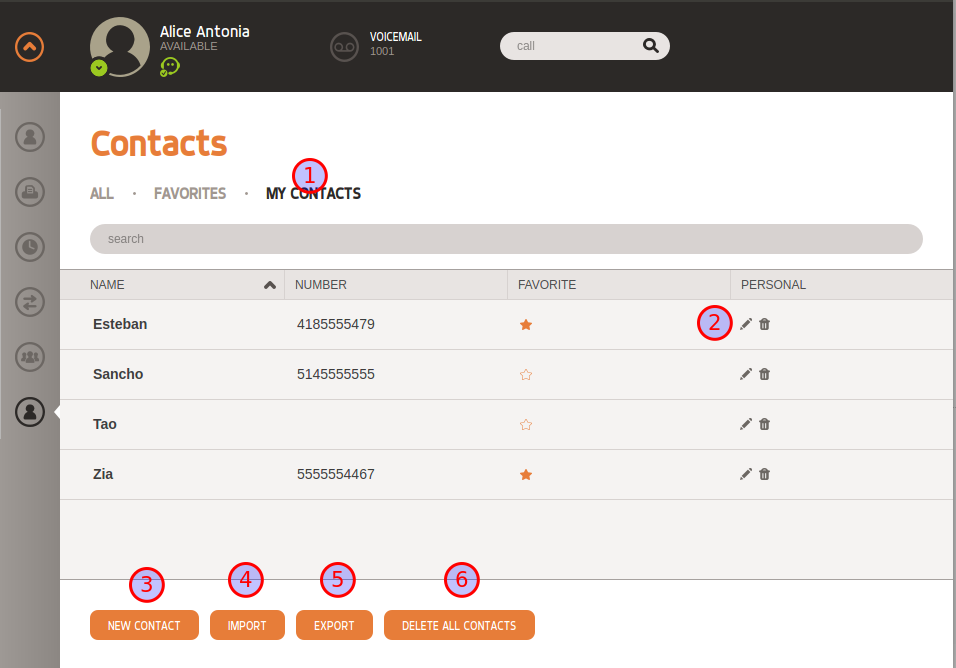 Alice Antonia
AVAILABLE
VOICEMAIL
1001
call
Contacts
1
ALL · FAVORITES · MY CONTACTS
search
NAME NUMBER FAVORITE PERSONAL
Esteban 4185555479 2
Sancho 5145555555
Tao
Zia 5555554467
3 4 5 6
NEW CONTACT IMPORT EXPORT DELETE ALL CONTACTS